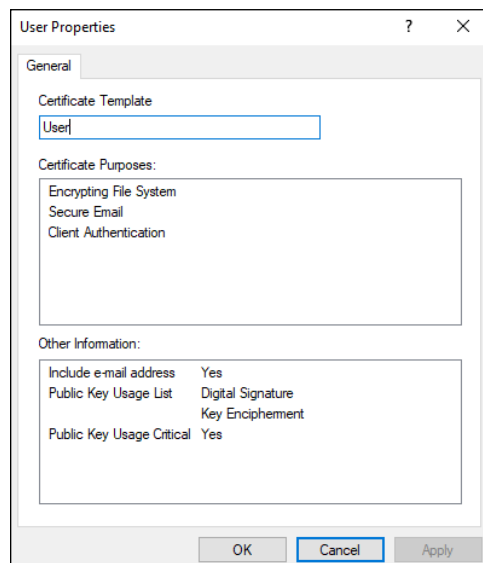 User Properties
?
General
Certificate Template
User
Certificate Purposes:
Encrypting File System
Secure Email
Client Authentication
Other Information:
Include e-mail address Yes
Public Key Usage List Digital Signature
Key Encipherment
Public Key Usage Critical Yes
OK Cancel Apply